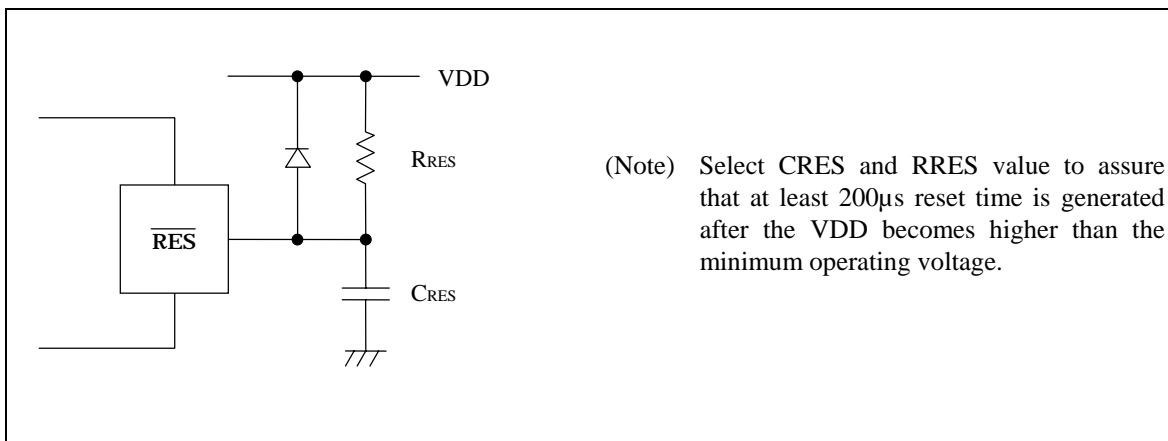 VDD
RRES
RES
CRES
(Note) Select CRES and RRES value to assure
that at least 200µs reset time is generated
after the VDD becomes higher than the
minimum operating voltage.